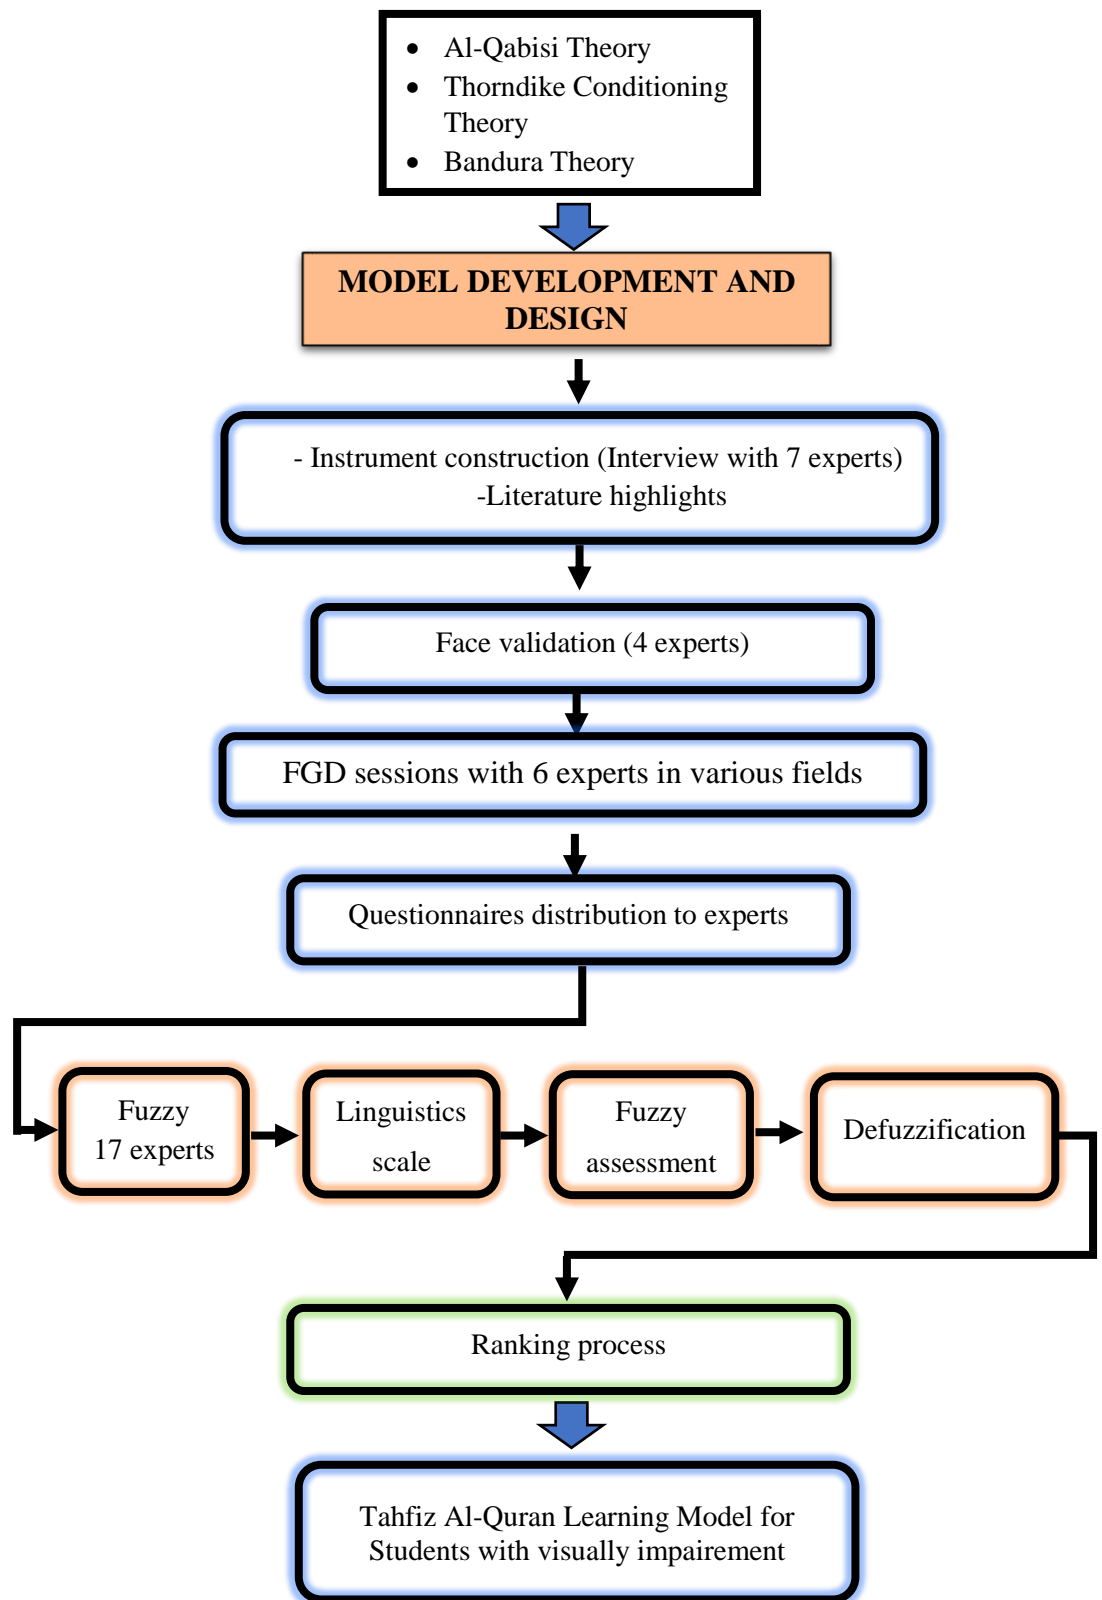 • Al-Qabisi Theory
• Thorndike Conditioning
Theory
• Bandura Theory
MODEL DEVELOPMENT AND
DESIGN
- Instrument construction (Interview with 7 experts)
-Literature highlights
Face validation (4 experts)
FGD sessions with 6 experts in various fields
Questionnaires distribution to experts
Fuzzy
17 experts
Linguistics
scale
Fuzzy
assessment
Defuzzification
Ranking process
Tahfiz Al-Quran Learning Model for
Students with visually impairement